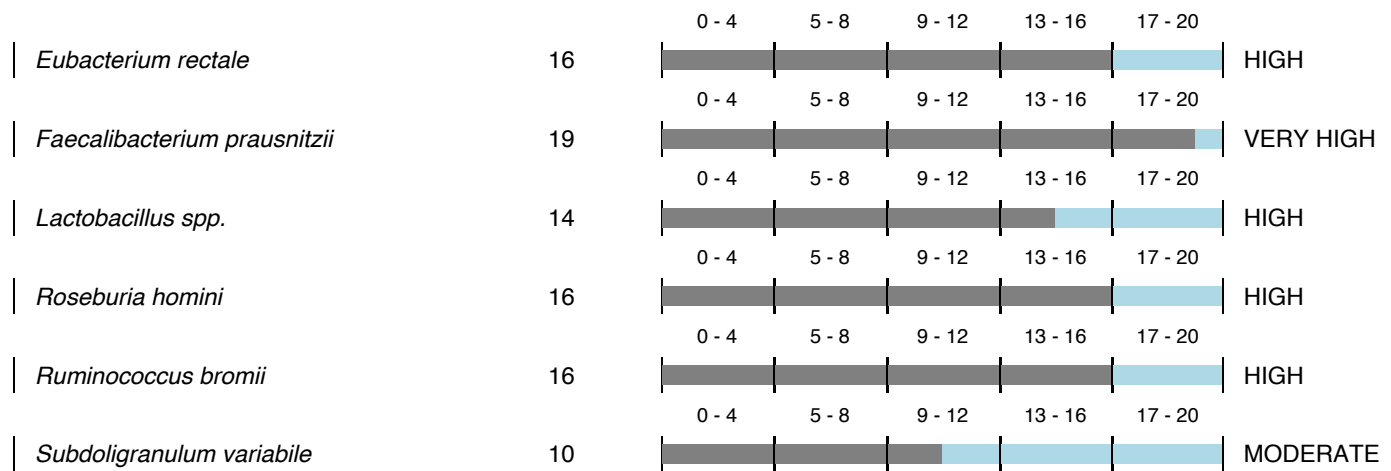 0 - 4 5 - 8 9 - 12 13 - 16 17 - 20
Eubacterium rectale 16 HIGH
0 - 4 5 - 8 9 - 12 13 - 16 17 - 20
Faecalibacterium prausnitzii 19 VERY HIGH
0 - 4 5 - 8 9 - 12 13 - 16 17 - 20
Lactobacillus spp. 14 HIGH
0 - 4 5 - 8 9 - 12 13 - 16 17 - 20
Roseburia homini 16 HIGH
0 - 4 5 - 8 9 - 12 13 - 16 17 - 20
Ruminococcus bromii 16 HIGH
0 - 4 5 - 8 9 - 12 13 - 16 17 - 20
Subdoligranulum variabile 10 MODERATE